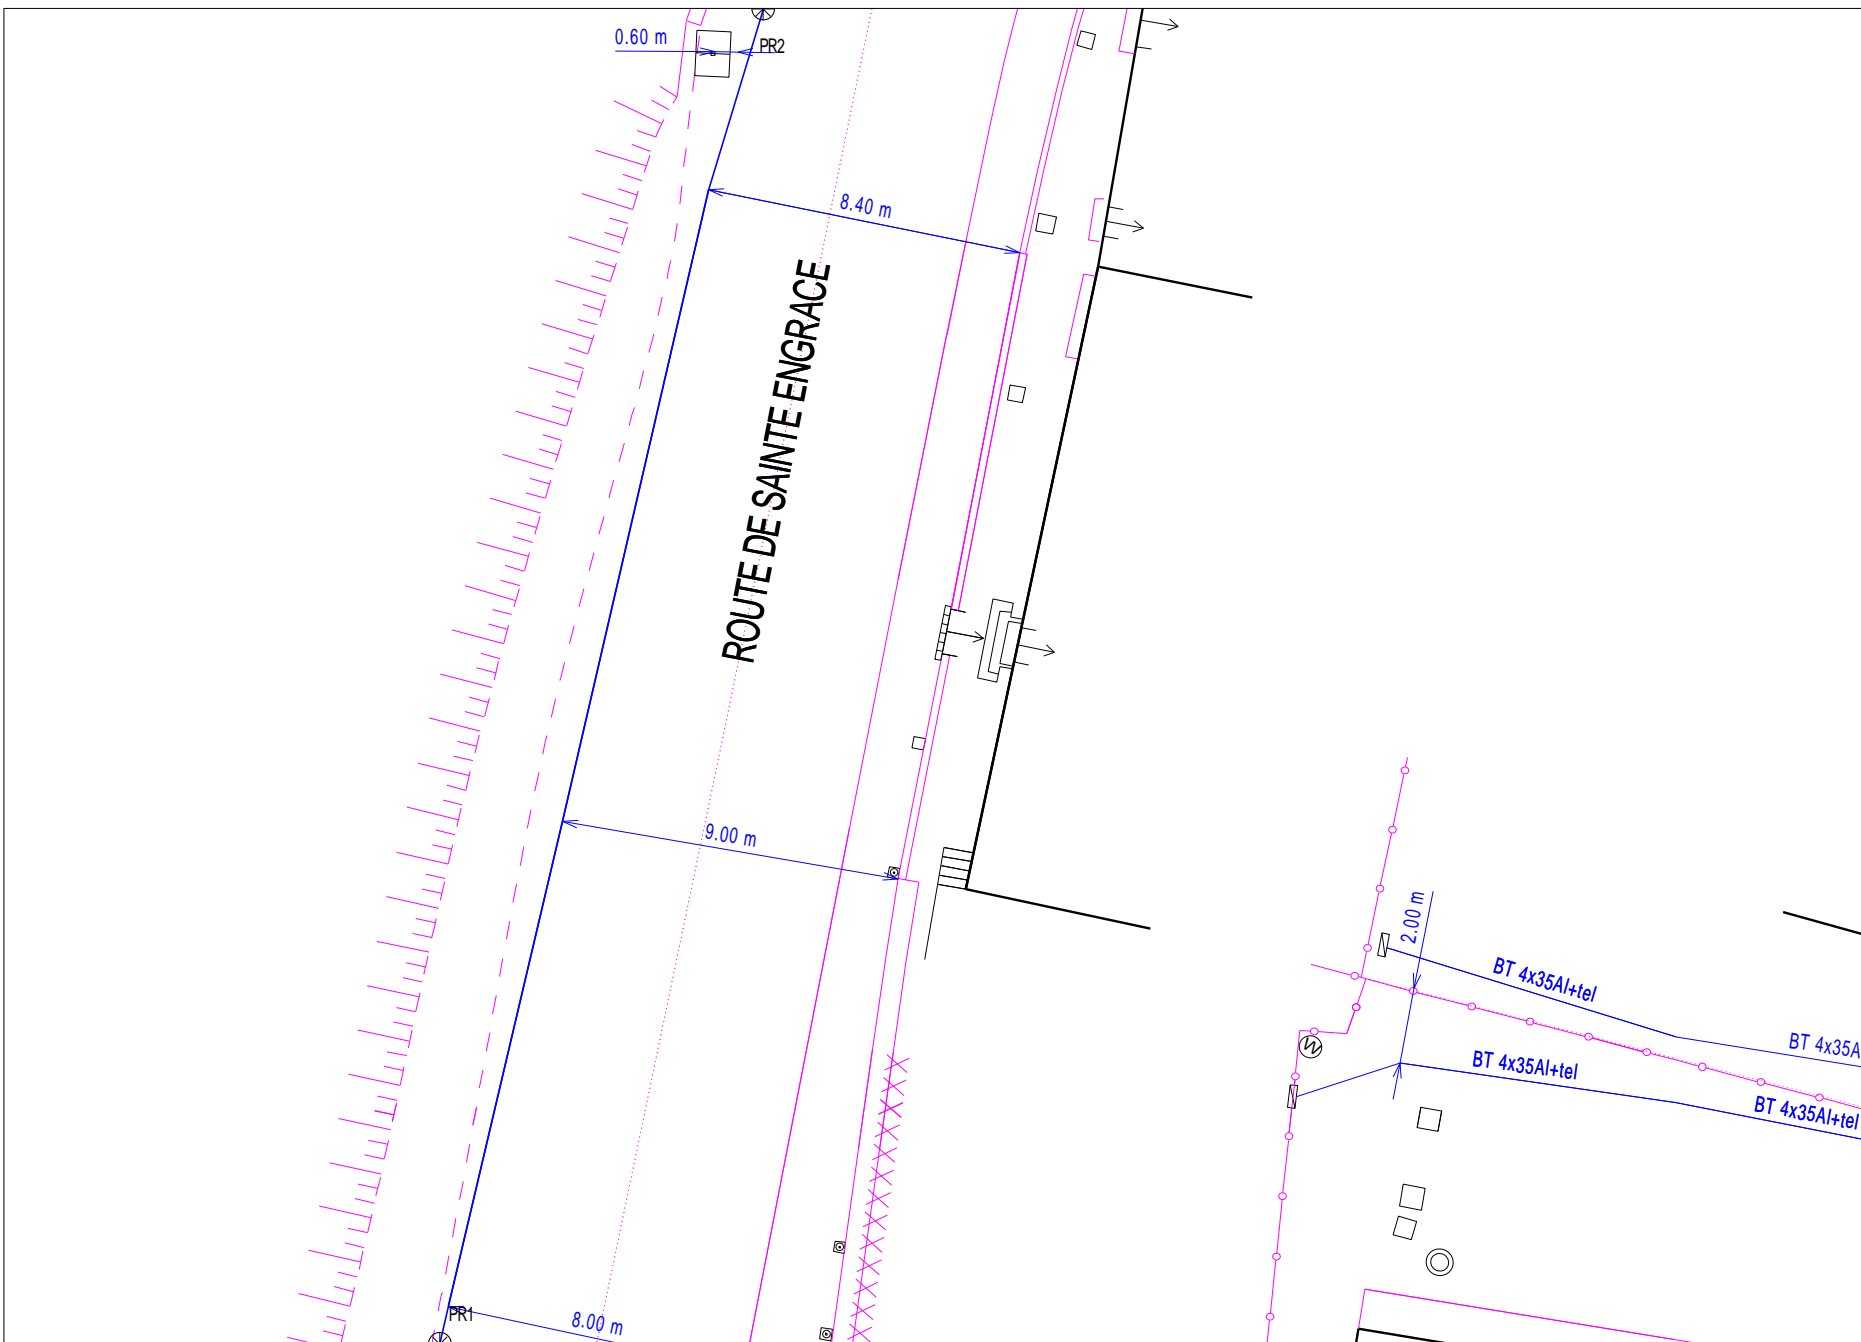 0.60 m
PR2
8.40 m
ROUTE DE SAINTE ENGRACE
9.00 m
2.00 m
BT 4x35Al+tel
BT 4x35A
W
BT 4x35Al+tel
BT 4x35Al+tel
PR1
8.00 m